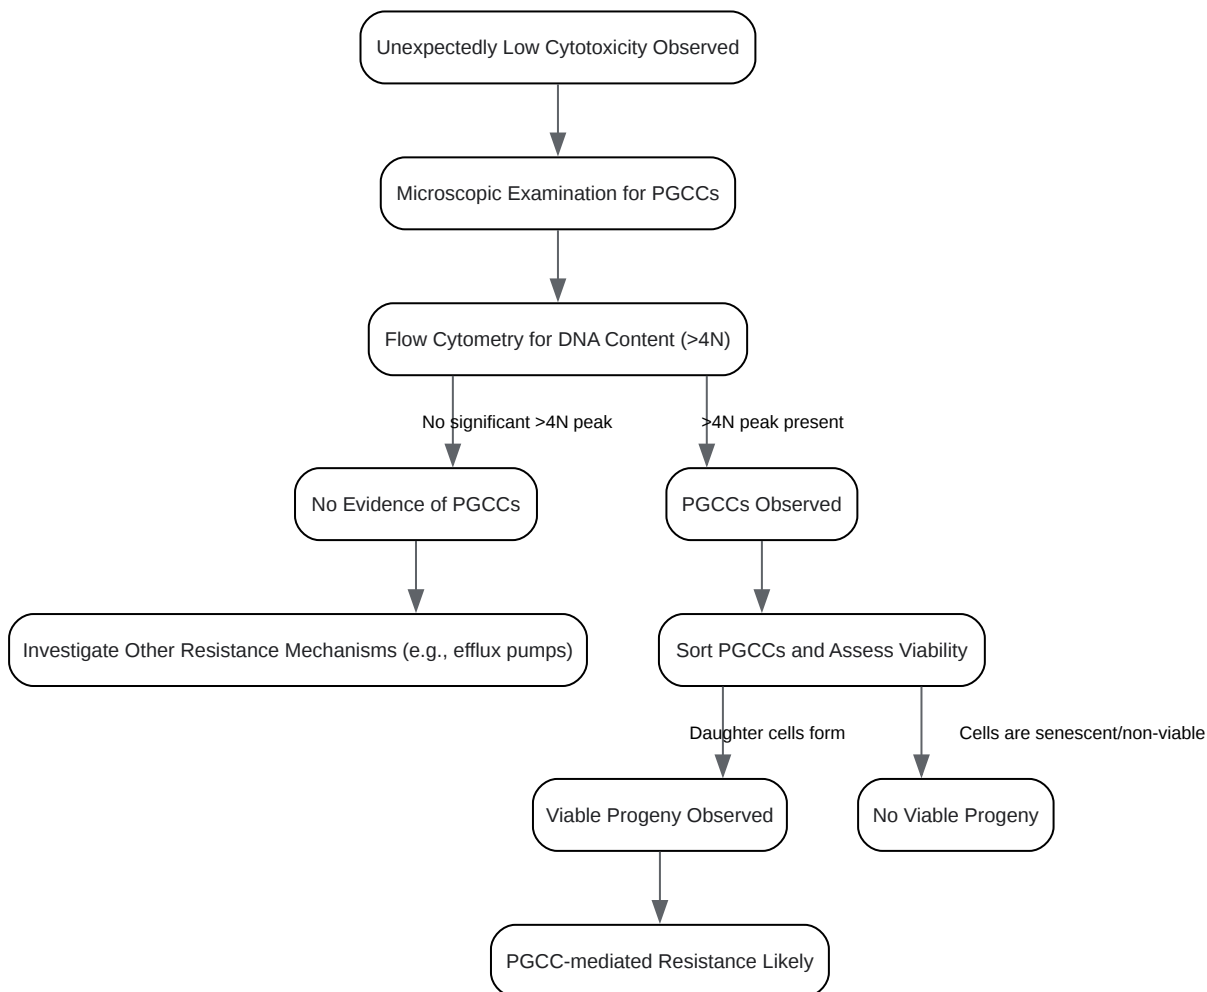 Unexpectedly Low Cytotoxicity Observed
Microscopic Examination for PGCCs
Flow Cytometry for DNA Content (>4N)
No significant >4N peak
>4N peak present
No Evidence of PGCCs
PGCCs Observed
Investigate Other Resistance Mechanisms (e.g., efflux pumps)
Sort PGCCs and Assess Viability
Daughter cells form
Cells are senescent/non-viable
Viable Progeny Observed
No Viable Progeny
PGCC-mediated Resistance Likely